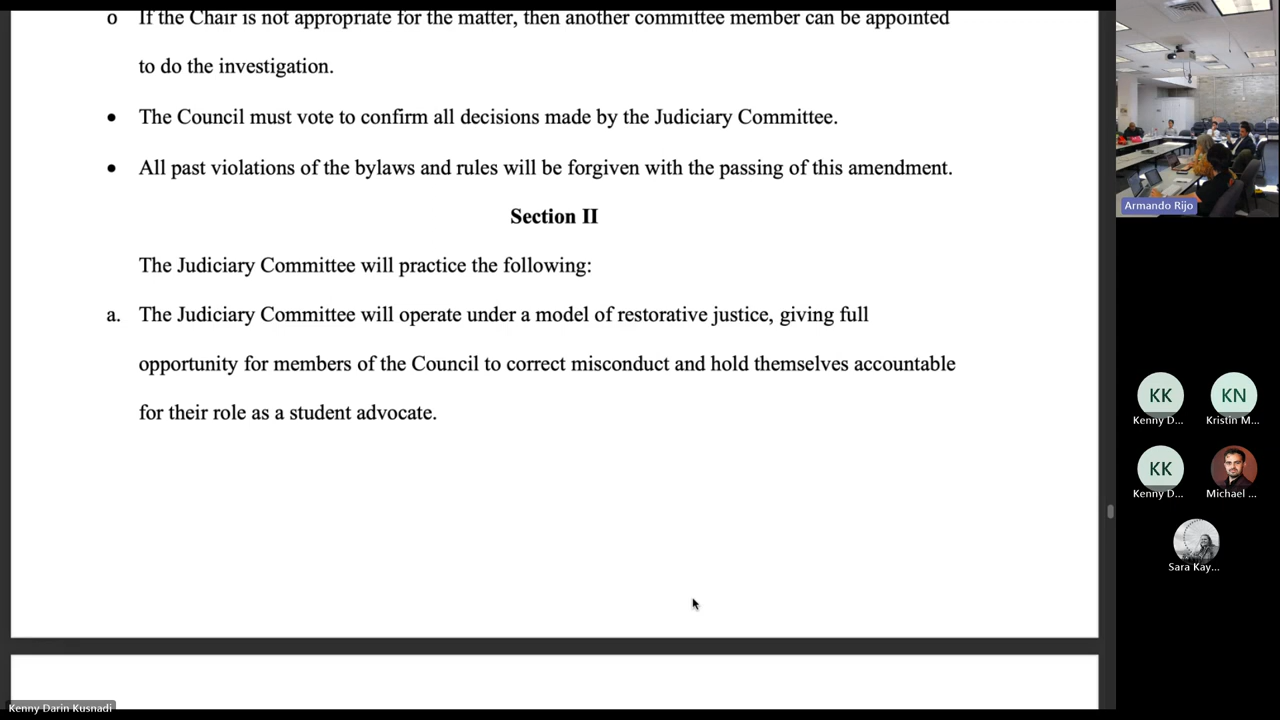 o If the Chair is not appropriate for the matter, then another committee member can be appointed
to do the investigation.
• The Council must vote to confirm all decisions made by the Judiciary Committee.
• All past violations of the bylaws and rules will be forgiven with the passing of this amendment.
Section II
The Judiciary Committee will practice the following:
a. The Judiciary Committee will operate under a model of restorative justice, giving full
opportunity for members of the Council to correct misconduct and hold themselves accountable
for their role as a student advocate.
Kenny Darin Kusnadi
Armando Rijo
KK
KN
Kenny D...
Kristin M...
KK
Kenny D...
Michael ...
Sara Kay...